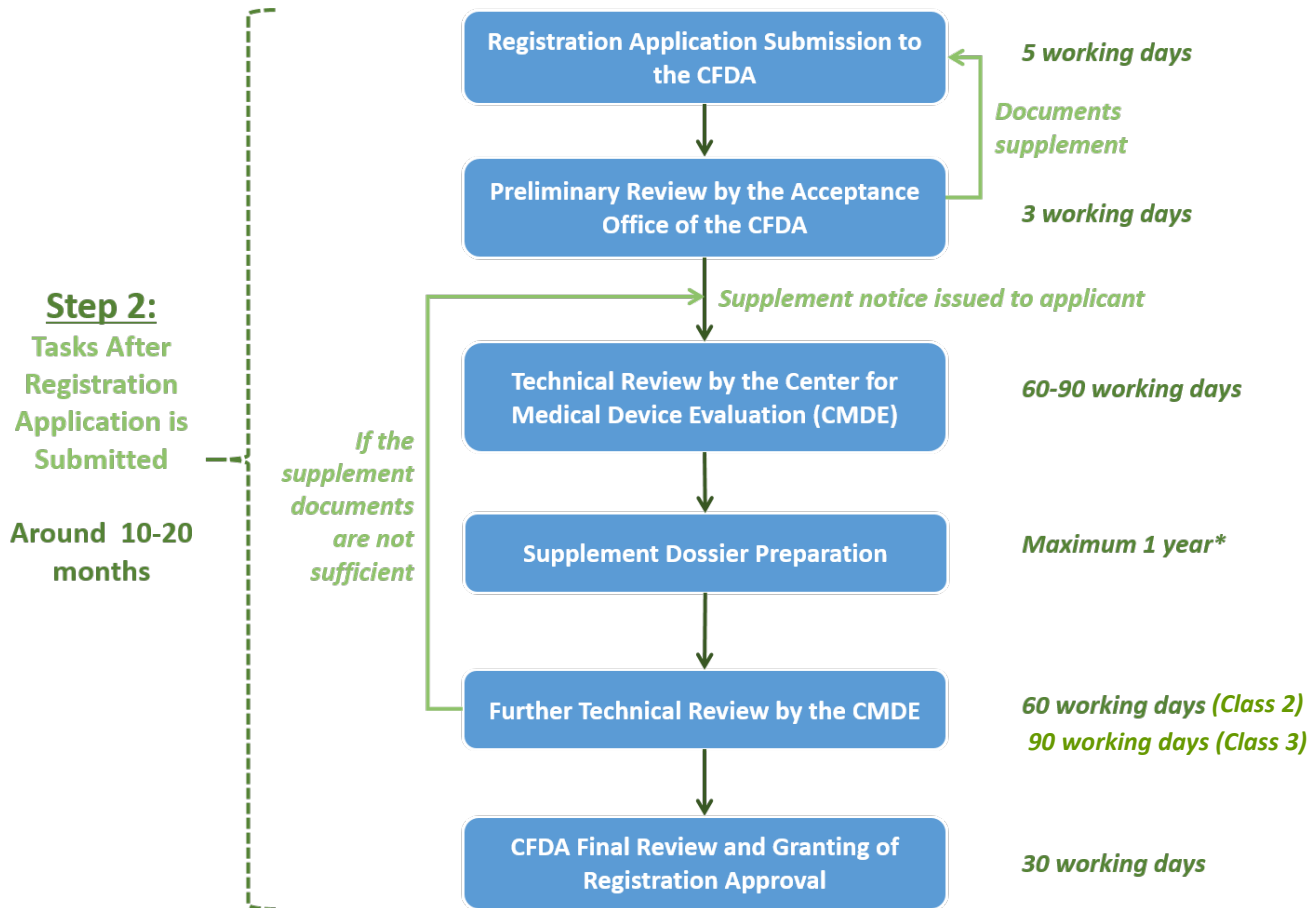 Registration Application Submission to
the CFDA
5 working days
Documents
supplement
Preliminary Review by the Acceptance
Office of the CFDA
3 working days
Supplement notice issued to applicant
Step 2:
Tasks After
Registration
Application is
Submitted
Around 10-20
months
Technical Review by the Center for
Medical Device Evaluation (CMDE)
60-90 working days
If the
supplement
documents
are not
sufficient
Supplement Dossier Preparation
Maximum 1 year*
Further Technical Review by the CMDE
60 working days (Class 2)
90 working days (Class 3)
CFDA Final Review and Granting of
Registration Approval
30 working days